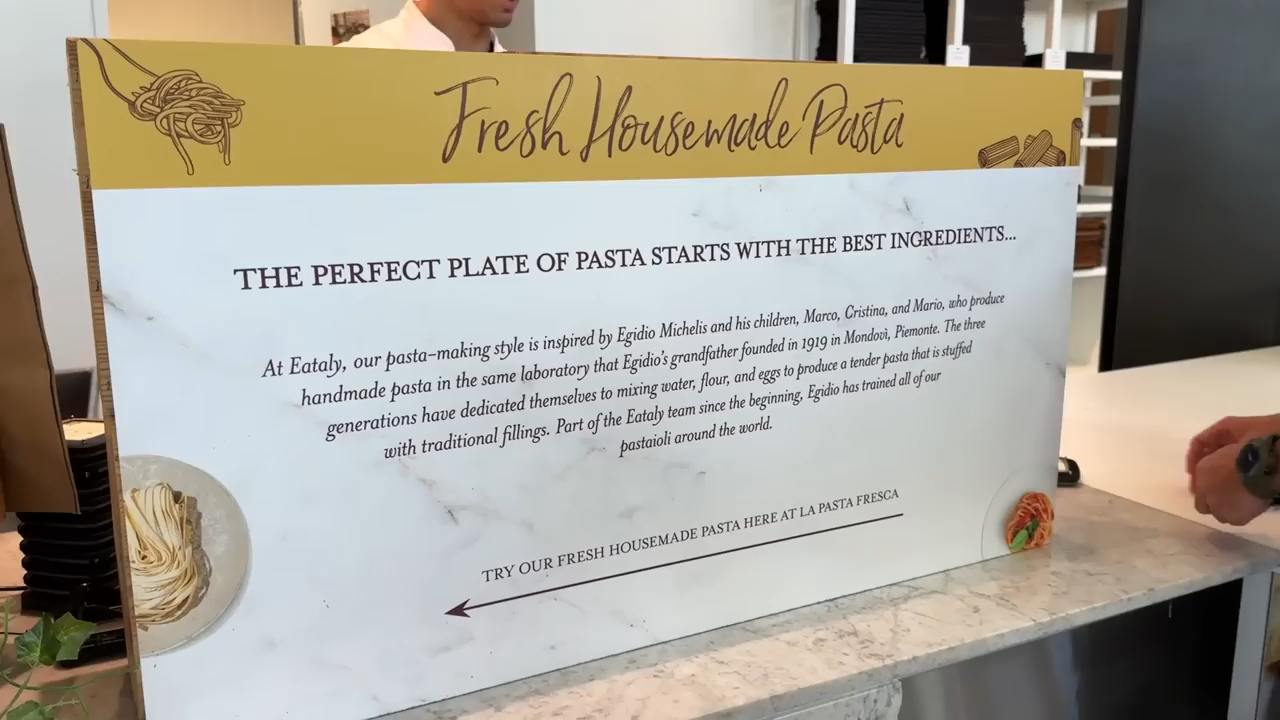 Fresh Housemade Pasta
THE PERFECT PLATE OF PASTA STARTS WITH THE BEST INGREDIENTS...
At Eataly, our pasta-making style is inspired by Egidio Michelis and his children, Marco, Cristina, and Mario, who produce
handmade pasta in the same laboratory that Egidio's grandfather founded in 1919 in Mondovì, Piemonte. The three
generations have dedicated themselves to mixing water, flour, and eggs to produce a tender pasta that is stuffed
with traditional fillings. Part of the Eataly team since the beginning, Egidio has trained all of our
pastaioli around the world.
TRY OUR FRESH HOUSEMADE PASTA HERE AT LA PASTA FRESCA